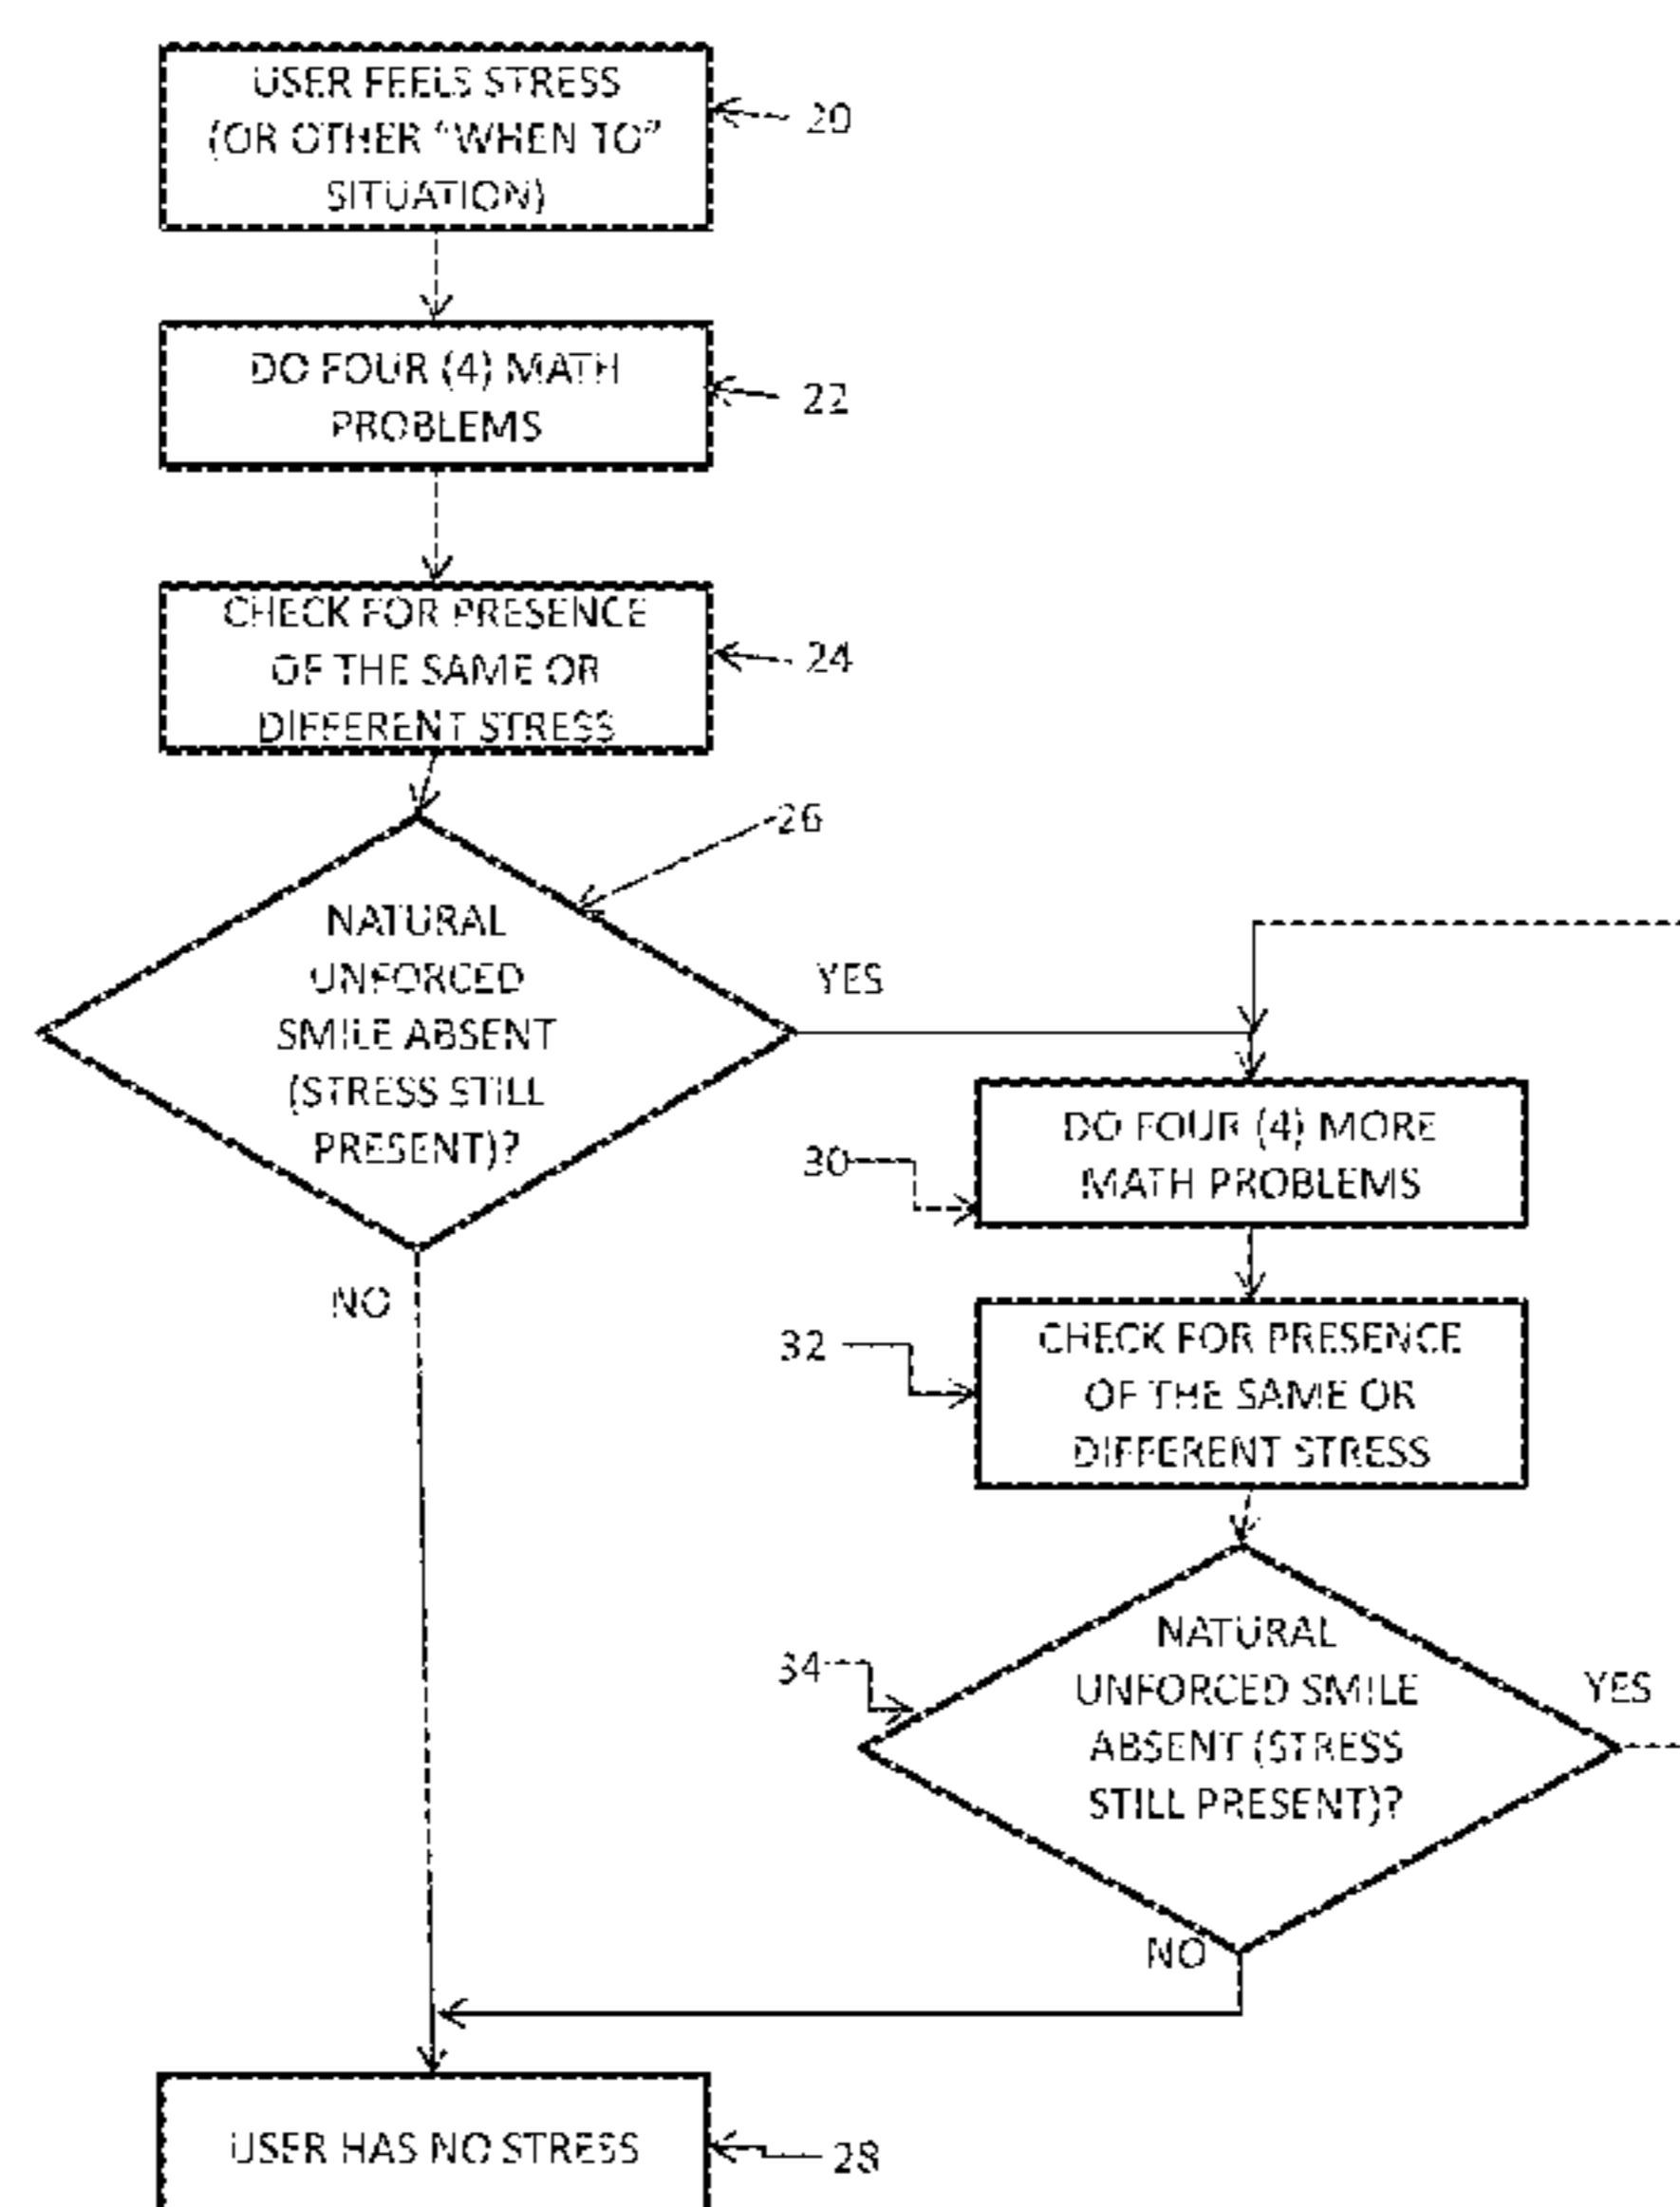 USER FEELS STRESS
(OR OTHER “WHEN TO”
SITUATION)
20
DO FOUR (4) MATH
PROBLEMS
22
CHECK FOR PRESENCE
OF THE SAME OR
DIFFERENT STRESS
24
26
NATURAL
UNFORCED
SMILE ABSENT
(STRESS STILL
PRESENT)?
YES
NO
DO FOUR (4) MORE
MATH PROBLEMS
30
CHECK FOR PRESENCE
OF THE SAME OR
DIFFERENT STRESS
32
NATURAL
UNFORCED SMILE
ABSENT (STRESS
STILL PRESENT)?
34
YES
NO
USER HAS NO STRESS
28